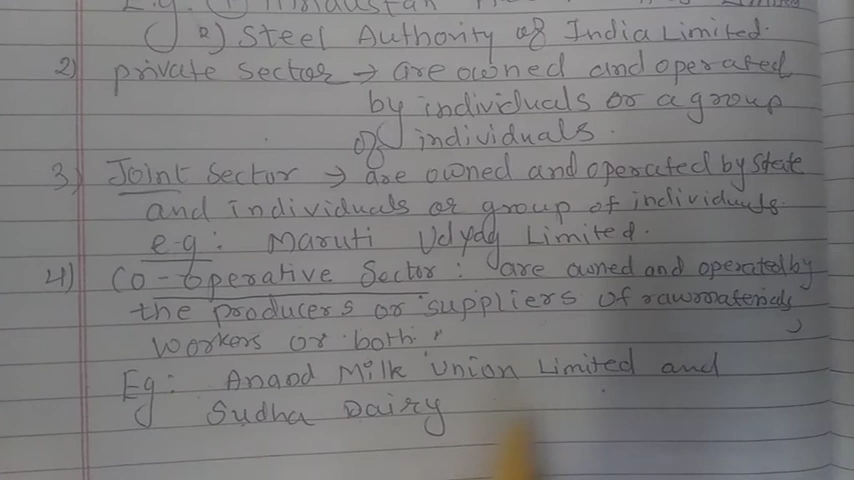 E.g. 1) Hindustan Limited
2) Steel Authority of India Limited.
2) Private Sector → are owned and operated
by individuals or a group
of individuals.
3) Joint Sector → are owned and operated by state
and individuals or group of individuals.
e.g: Maruti Udyog Limited.
4) Co-operative Sector: are owned and operated by
the producers or suppliers of raw materials,
workers or both.
Eg: Anand Milk Union Limited and
Sudha Dairy